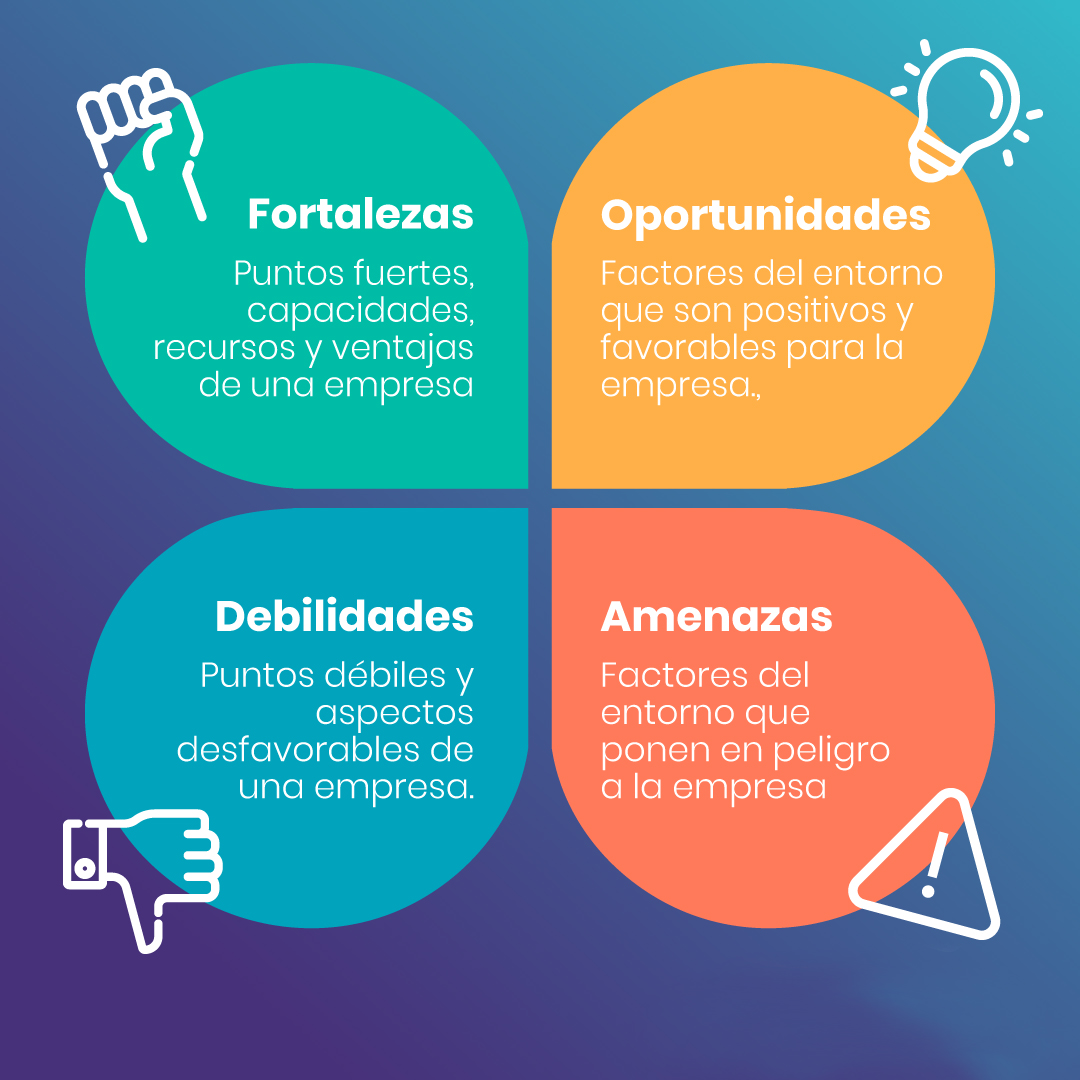 Fortalezas
Puntos fuertes,
capacidades,
recursos y ventajas
de una empresa
Oportunidades
Factores del entorno
que son positivos y
favorables para la
empresa.,
Debilidades
Puntos débiles y
aspectos
desfavorables de
una empresa.
Amenazas
Factores del
entorno que
ponen en peligro
a la empresa